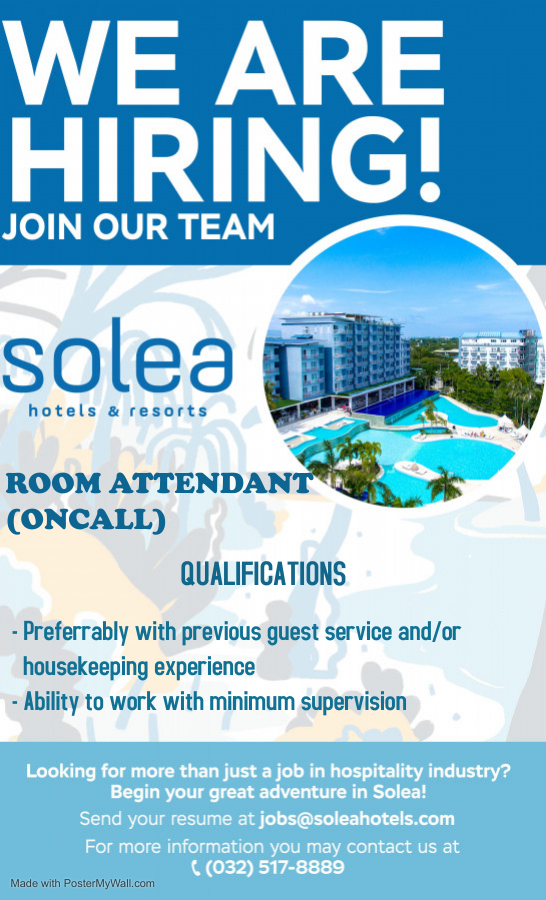 WE ARE
HIRING!
JOIN OUR TEAM
solea
hotels & resorts
ROOM ATTENDANT
(ONCALL)
QUALIFICATIONS
- Preferrably with previous guest service and/or
housekeeping experience
- Ability to work with minimum supervision
Looking for more than just a job in hospitality industry?
Begin your great adventure in Solea!
Send your resume at jobs@soleahotels.com
For more information you may contact us at
(032) 517-8889
Made with PosterMyWall.com